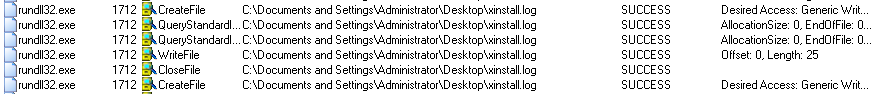 rundll32.exe 1712 CreateFile C:\Documents and Settings\Administrator\Desktop\xinstall.log SUCCESS Desired Access: Generic Writ...
rundll32.exe 1712 QueryStandardI... C:\Documents and Settings\Administrator\Desktop\xinstall.log SUCCESS AllocationSize: 0, EndOfFile: 0...
rundll32.exe 1712 QueryStandardI... C:\Documents and Settings\Administrator\Desktop\xinstall.log SUCCESS AllocationSize: 0, EndOfFile: 0...
rundll32.exe 1712 WriteFile C:\Documents and Settings\Administrator\Desktop\xinstall.log SUCCESS Offset: 0, Length: 25
rundll32.exe 1712 CloseFile C:\Documents and Settings\Administrator\Desktop\xinstall.log SUCCESS
rundll32.exe 1712 CreateFile C:\Documents and Settings\Administrator\Desktop\xinstall.log SUCCESS Desired Access: Generic Writ...